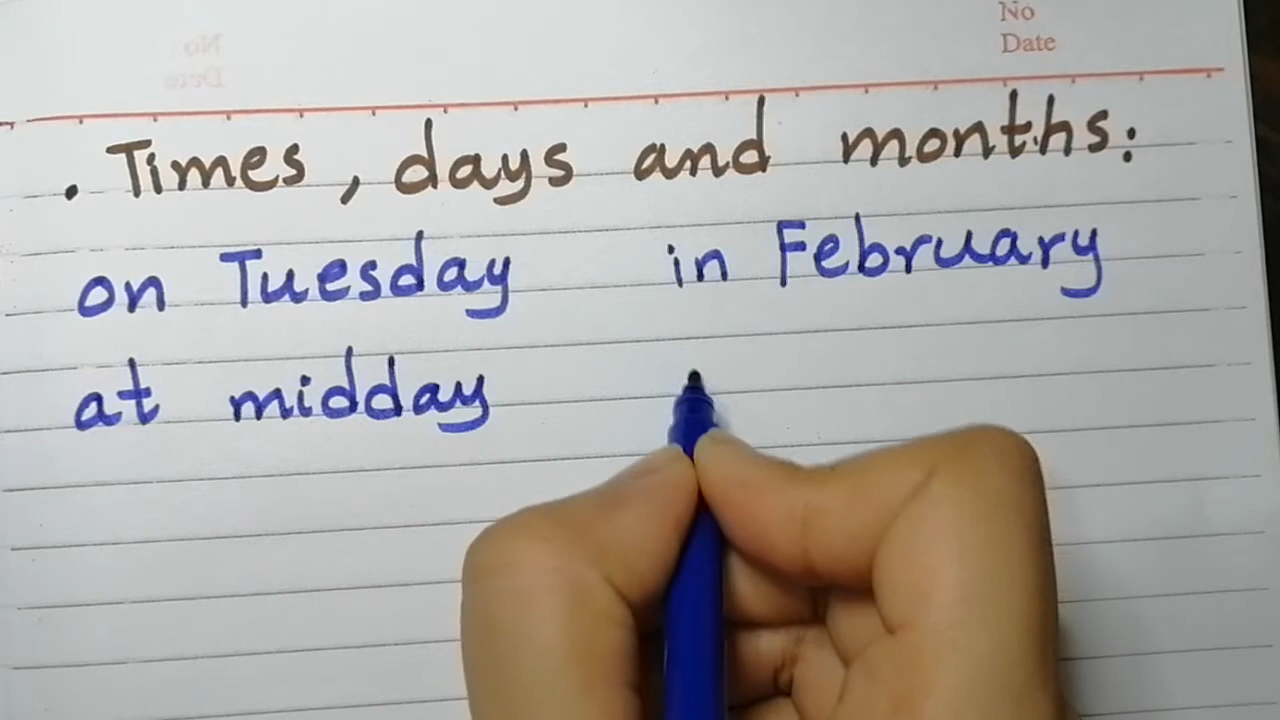 No
Date
. Times, days and months:
on Tuesday in February
at midday